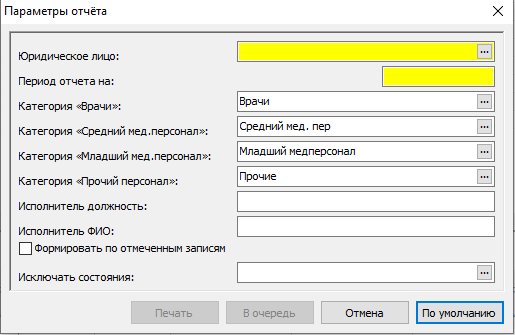 Параметры отчёта
Юридическое лицо: ...
Период отчета на:
Категория «Врачи»: Врачи ...
Категория «Средний мед.персонал»: Средний мед. пер ...
Категория «Младший мед.персонал»: Младший медперсонал ...
Категория «Прочий персонал»: Прочие ...
Исполнитель должность:
Исполнитель ФИО:
Формировать по отмеченным записям
Исключать состояния: ...
Печать В очередь Отмена По умолчанию